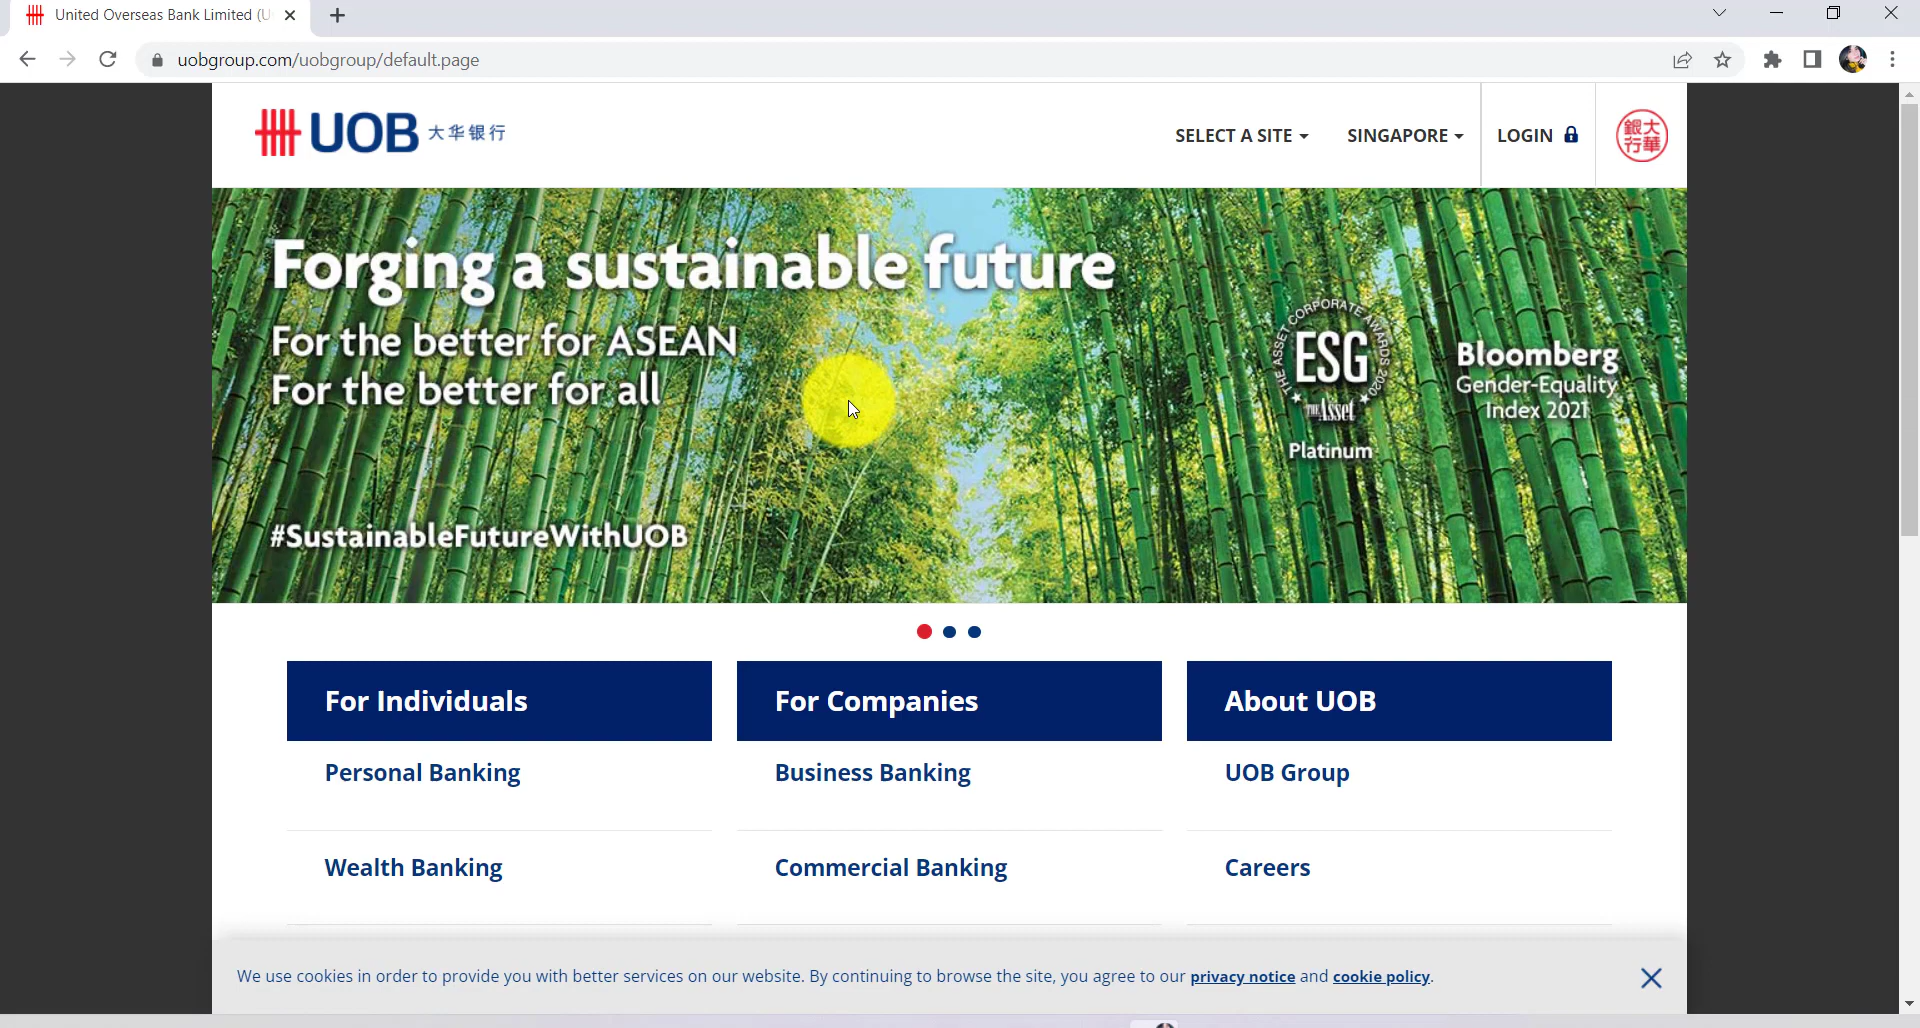 United Overseas Bank Limited (U
uobgroup.com/uobgroup/default.page
UOB 大华银行
SELECT A SITE
SINGAPORE
LOGIN
大華銀行
Forging a sustainable future
For the better for ASEAN
For the better for all
#SustainableFutureWithUOB
THE ASSET CORPORATE AWARDS 2020
ESG
THE Asset
Platinum
Bloomberg
Gender-Equality
Index 2021
For Individuals
Personal Banking
Wealth Banking
For Companies
Business Banking
Commercial Banking
About UOB
UOB Group
Careers
We use cookies in order to provide you with better services on our website. By continuing to browse the site, you agree to our privacy notice and cookie policy.